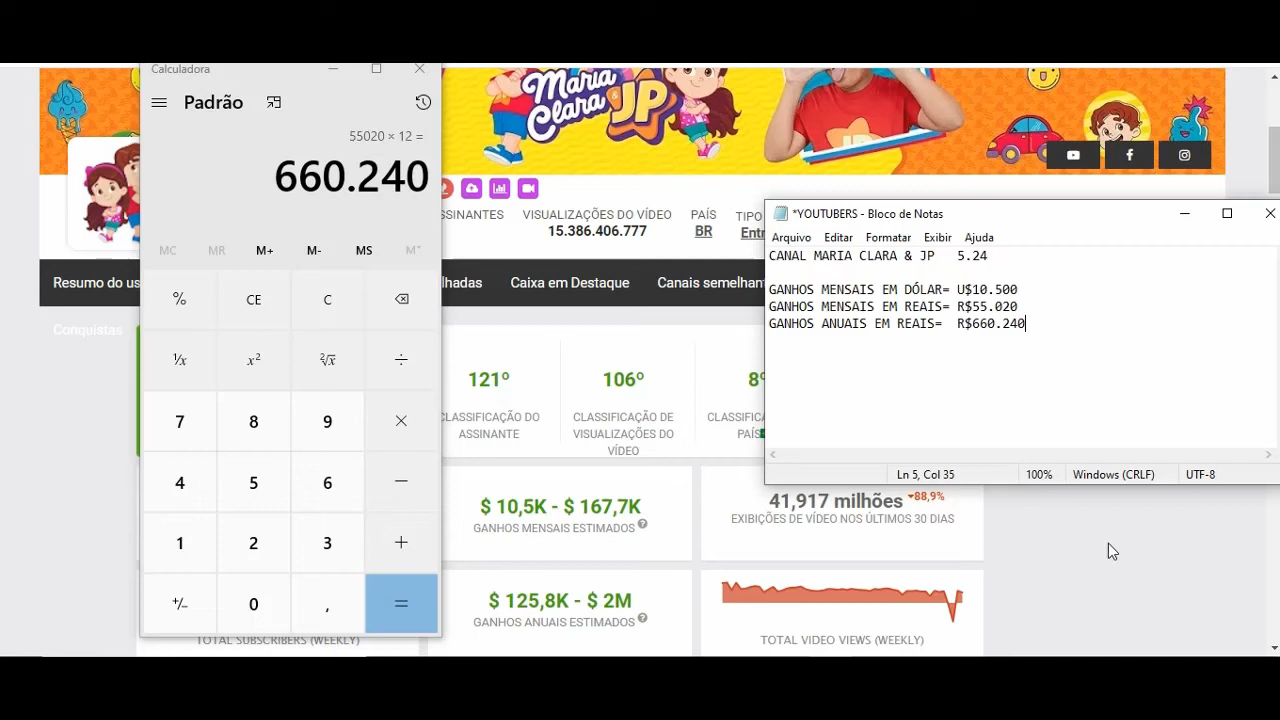 Calculadora
Padrão
55020 × 12 =
660.240
MC MR M+ M- MS M˅
% CE C
¹/x x² ²√x ÷
7 8 9 ×
4 5 6 −
1 2 3 +
+/− 0 , =
Maria
Clara
& JP
JP
SSINANTES
VISUALIZAÇÕES DO VÍDEO
15.386.406.777
PAÍS
BR
TIPO
Entr
Resumo do us
lhadas
Caixa em Destaque
Canais semelhant
Conquistas
121º
CLASSIFICAÇÃO DO
ASSINANTE
106º
CLASSIFICAÇÃO DE
VISUALIZAÇÕES DO
VÍDEO
8º
CLASSIFICA
PAÍS
$ 10,5K - $ 167,7K
GANHOS MENSAIS ESTIMADOS ?
41,917 milhões ▾88,9%
EXIBIÇÕES DE VÍDEO NOS ÚLTIMOS 30 DIAS
$ 125,8K - $ 2M
GANHOS ANUAIS ESTIMADOS ?
TOTAL SUBSCRIBERS (WEEKLY)
TOTAL VIDEO VIEWS (WEEKLY)
*YOUTUBERS - Bloco de Notas
Arquivo Editar Formatar Exibir Ajuda
CANAL MARIA CLARA & JP 5.24
GANHOS MENSAIS EM DÓLAR= U$10.500
GANHOS MENSAIS EM REAIS= R$55.020
GANHOS ANUAIS EM REAIS= R$660.240
Ln 5, Col 35 100% Windows (CRLF) UTF-8